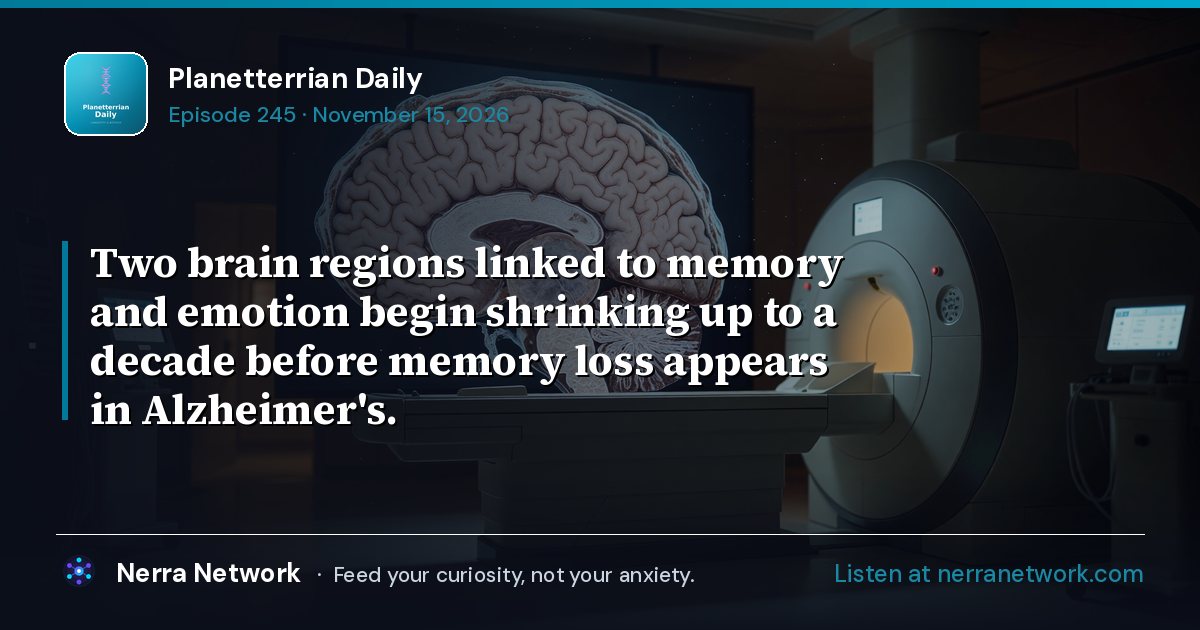 Planetterrian
Daily
Planetterrian Daily
Episode 245 · November 15, 2026
Two brain regions linked to memory
and emotion begin shrinking up to a
decade before memory loss appears
in Alzheimer's.
Nerra Network · Feed your curiosity, not your anxiety.
Listen at nerranetwork.com